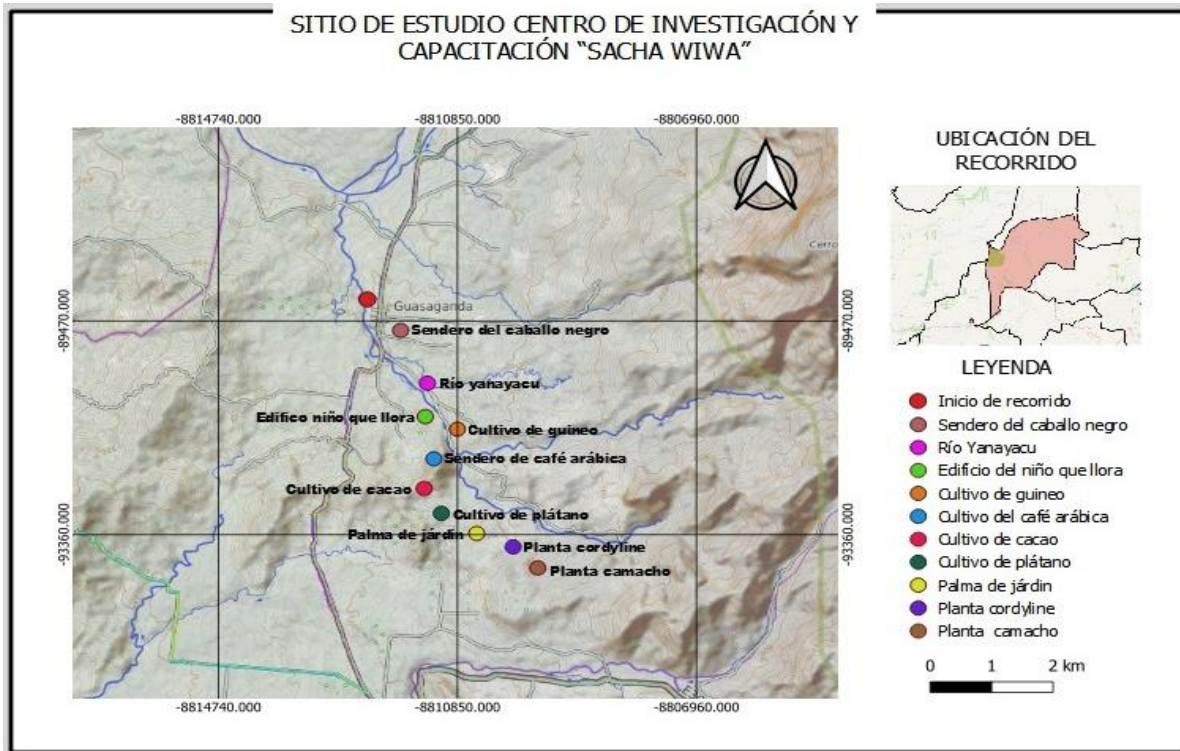 SITIO DE ESTUDIO CENTRO DE INVESTIGACIÓN Y
CAPACITACIÓN “SACHA WIWA”
-8814740.000
-8810850.000
-8806960.000
-89470.000
-93360.000
Cerro
Guasaganda
Sendero del caballo negro
Río yanayacu
Edifico niño que llora
Cultivo de guineo
Sendero de café arábica
Cultivo de cacao
Cultivo de plátano
Palma de járdin
Planta cordyline
Planta camacho
-89470.000
-93360.000
-8814740.000
-8810850.000
-8806960.000
UBICACIÓN DEL
RECORRIDO
LEYENDA
Inicio de recorrido
Sendero del caballo negro
Río Yanayacu
Edificio del niño que llora
Cultivo de guineo
Cultivo del café arábica
Cultivo de cacao
Cultivo de plátano
Palma de járdin
Planta cordyline
Planta camacho
0 1 2 km